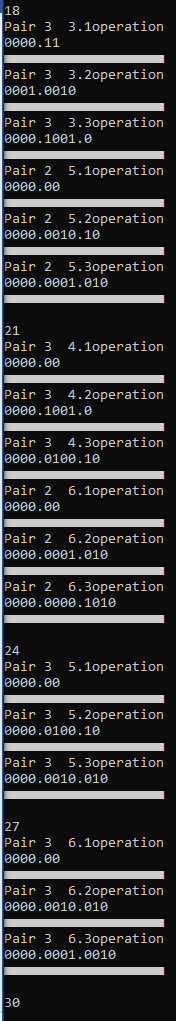 18
Pair 3  3.1operation
0000.11
Pair 3  3.2operation
0001.0010
Pair 3  3.3operation
0000.1001.0
Pair 2  5.1operation
0000.00
Pair 2  5.2operation
0000.0010.10
Pair 2  5.3operation
0000.0001.010
21
Pair 3  4.1operation
0000.00
Pair 3  4.2operation
0000.1001.0
Pair 3  4.3operation
0000.0100.10
Pair 2  6.1operation
0000.00
Pair 2  6.2operation
0000.0001.010
Pair 2  6.3operation
0000.0000.1010
24
Pair 3  5.1operation
0000.00
Pair 3  5.2operation
0000.0100.10
Pair 3  5.3operation
0000.0010.010
27
Pair 3  6.1operation
0000.00
Pair 3  6.2operation
0000.0010.010
Pair 3  6.3operation
0000.0001.0010
30